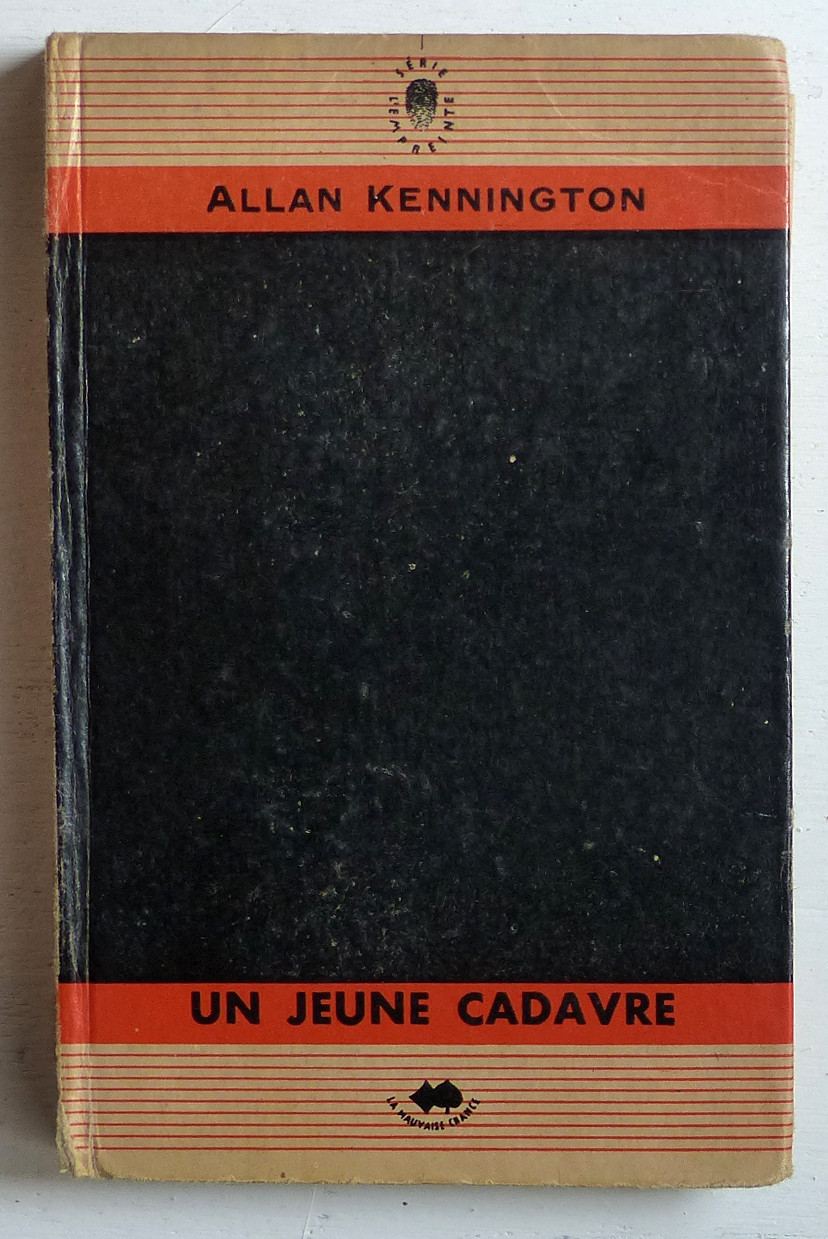 SÉRIE
L'EMPREINTE
ALLAN KENNINGTON
UN JEUNE CADAVRE
LA MAUVAISE CHANCE